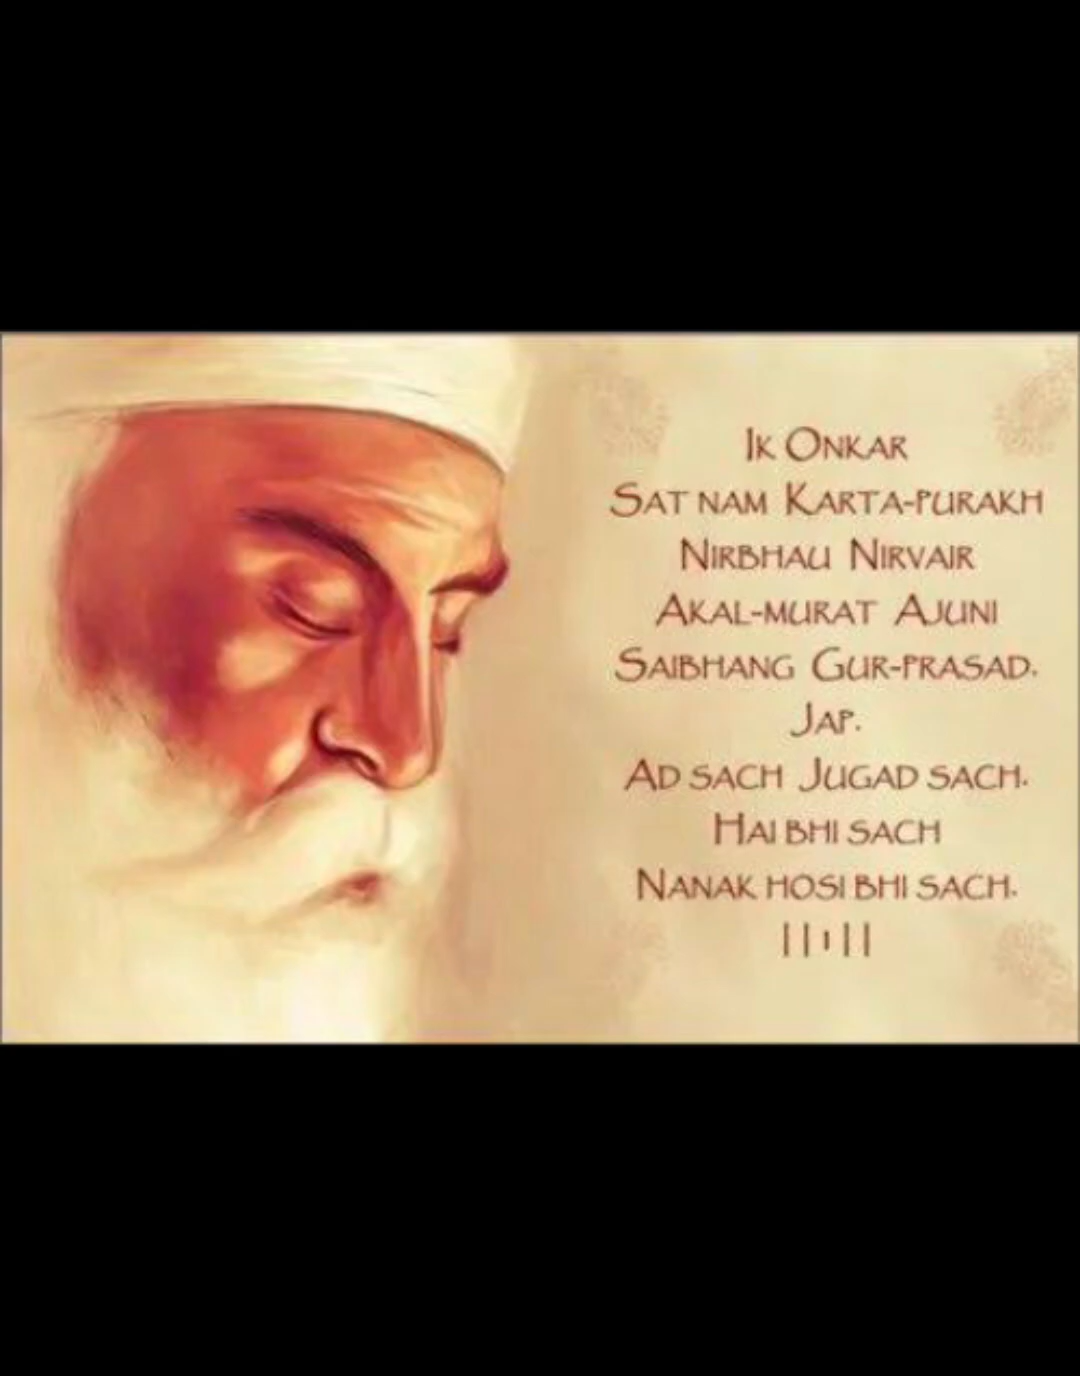 Ik Onkar
Sat nam Karta-purakh
Nirbhau Nirvair
Akal-murat Ajuni
Saibhang Gur-prasad.
Jap.
Ad sach Jugad sach.
Hai bhi sach
Nanak hosi bhi sach.
||ı||